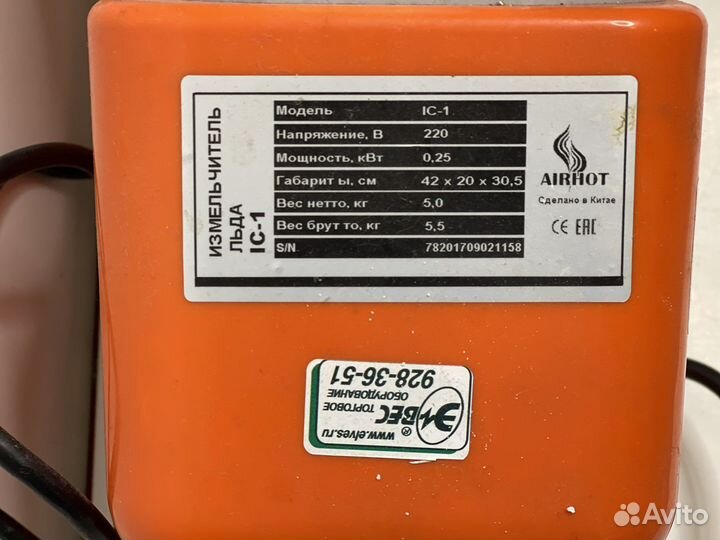 ИЗМЕЛЬЧИТЕЛЬ
ЛЬДА
IC-1
Модель IC-1
Напряжение, В 220
Мощность, кВт 0,25
Габарит ы, см 42 x 20 x 30,5
Вес нетто, кг 5,0
Вес брут то, кг 5,5
S/N 78201709021158
AIRHOT
Сделано в Китае
CE EAC
www.elves.ru
ЭЛВЕС ®
ТОРГОВОЕ
ОБОРУДОВАНИЕ
928-36-51
Avito